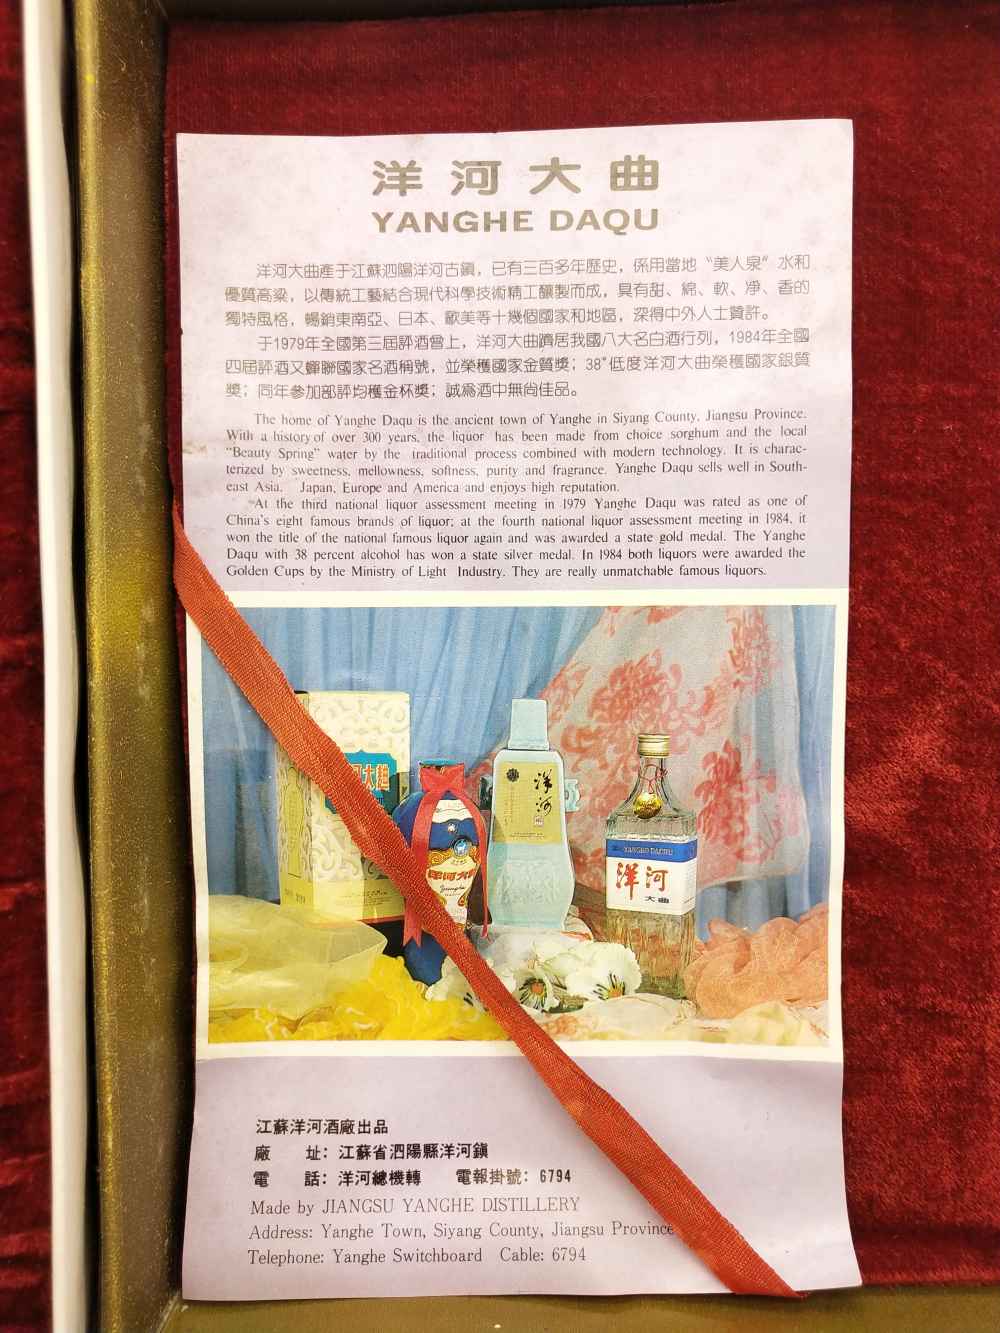 洋河大曲
YANGHE DAQU
洋河大曲產于江蘇泗陽洋河古鎮，已有三百多年歷史，係用當地“美人泉”水和
優質高粱，以傳統工藝結合現代科學技術精工釀製而成，具有甜、綿、軟、凈、香的
獨特風格，暢銷東南亞、日本、歐美等十幾個國家和地區，深得中外人士贊許。
于1979年全國第三屆評酒會上，洋河大曲躋居我國八大名白酒行列，1984年全國
四屆評酒又蟬聯國家名酒稱號，並榮獲國家金質獎；38°低度洋河大曲榮獲國家銀質
獎；同年參加部評均獲金杯獎；誠爲酒中無尚佳品。
The home of Yanghe Daqu is the ancient town of Yanghe in Siyang County, Jiangsu Province.
With a history of over 300 years, the liquor has been made from choice sorghum and the local
“Beauty Spring” water by the traditional process combined with modern technology. It is charac-
terized by sweetness, mellowness, softness, purity and fragrance. Yanghe Daqu sells well in South-
east Asia. Japan, Europe and America and enjoys high reputation.
At the third national liquor assessment meeting in 1979 Yanghe Daqu was rated as one of
China's eight famous brands of liquor; at the fourth national liquor assessment meeting in 1984, it
won the title of the national famous liquor again and was awarded a state gold medal. The Yanghe
Daqu with 38 percent alcohol has won a state silver medal. In 1984 both liquors were awarded the
Golden Cups by the Ministry of Light Industry. They are really unmatchable famous liquors.
河大麯
洋河大曲
洋河
YANGHE DAQU
洋河
大曲
江蘇洋河酒廠出品
廠 址：江蘇省泗陽縣洋河鎮
電 話：洋河總機轉 電報掛號：6794
Made by JIANGSU YANGHE DISTILLERY
Address: Yanghe Town, Siyang County, Jiangsu Province
Telephone: Yanghe Switchboard Cable: 6794